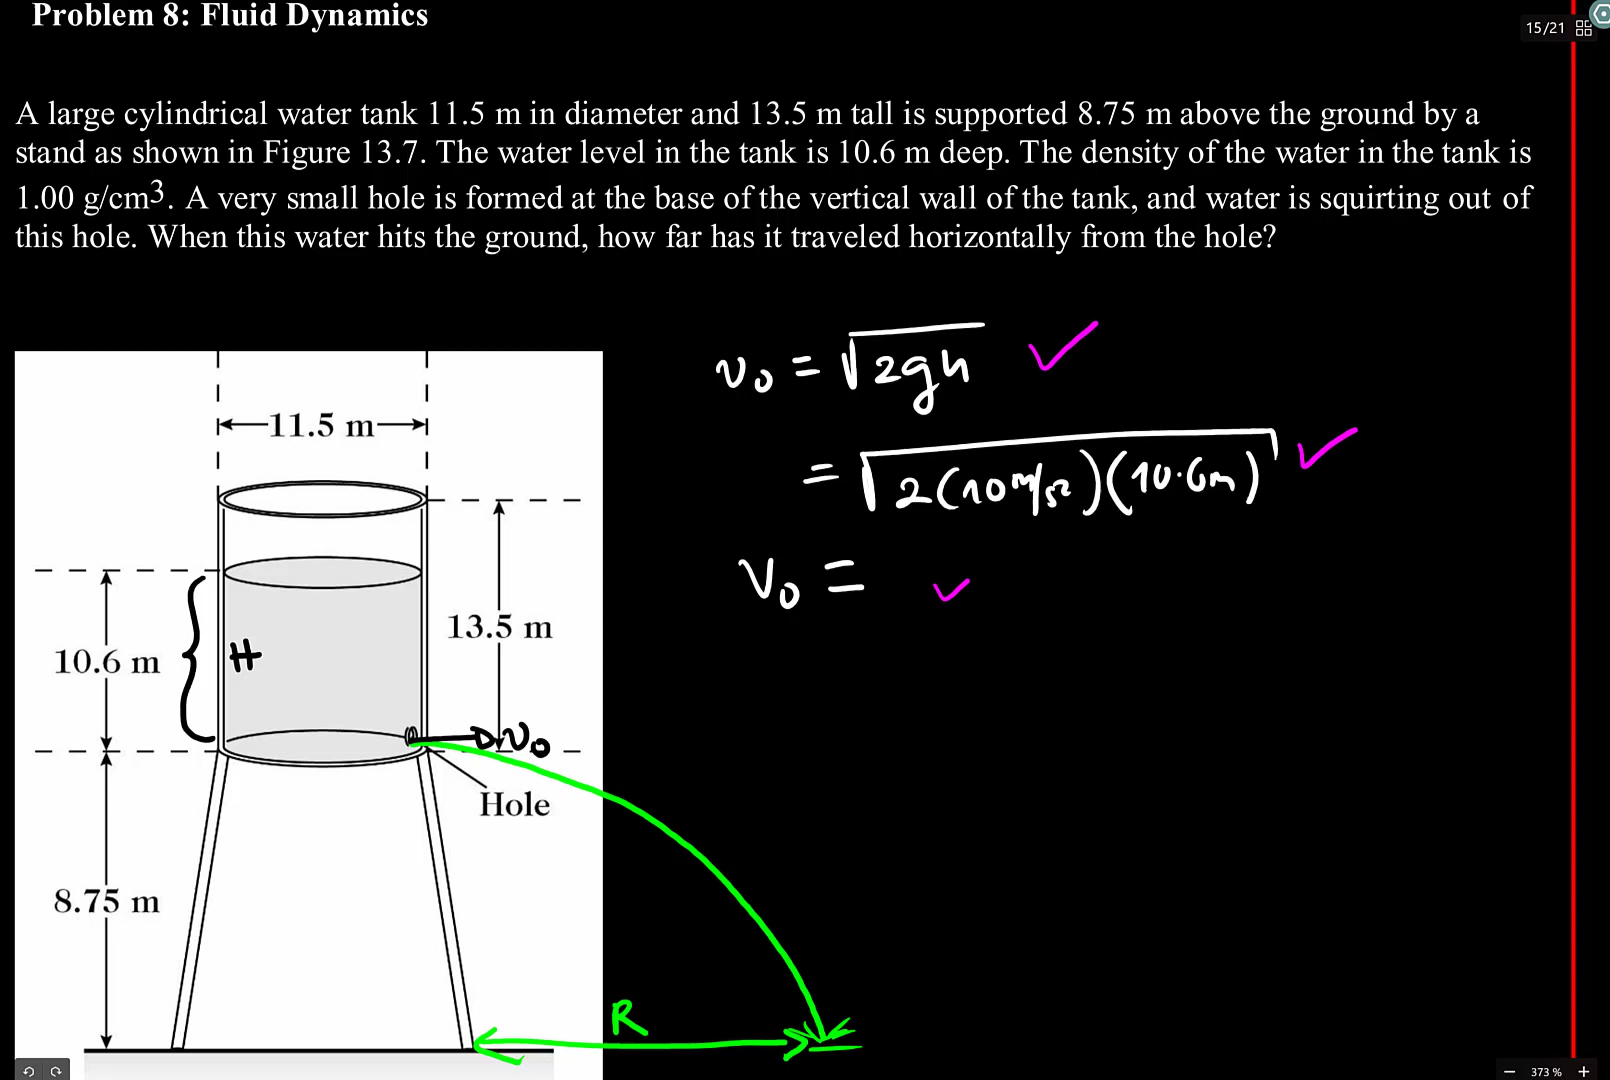 Problem 8: Fluid Dynamics
15/21
A large cylindrical water tank 11.5 m in diameter and 13.5 m tall is supported 8.75 m above the ground by a
stand as shown in Figure 13.7. The water level in the tank is 10.6 m deep. The density of the water in the tank is
1.00 g/cm3. A very small hole is formed at the base of the vertical wall of the tank, and water is squirting out of
this hole. When this water hits the ground, how far has it traveled horizontally from the hole?
v₀ = √2gh ✓
11.5 m
= √2(10 m/s²)(10.6m) ✓
V₀ = ✓
13.5 m
10.6 m
H
v₀
Hole
8.75 m
R
373 %